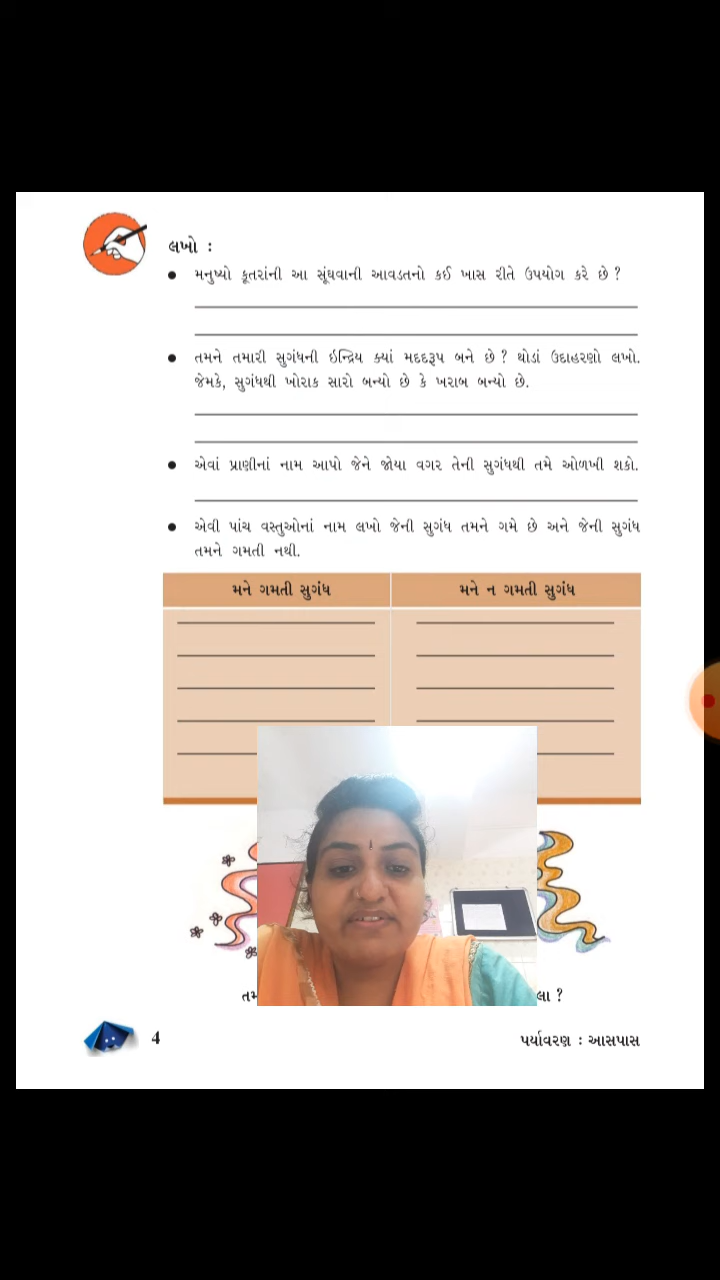 લખો :
• મનુષ્યો કૂતરાંની આ સૂંઘવાની આવડતનો કઈ ખાસ રીતે ઉપયોગ કરે છે ?
• તમને તમારી સુગંધની ઈન્દ્રિય ક્યાં મદદરૂપ બને છે ? થોડાં ઉદાહરણો લખો.
જેમકે, સુગંધથી ખોરાક સારો બન્યો છે કે ખરાબ બન્યો છે.
• એવાં પ્રાણીનાં નામ આપો જેને જોયા વગર તેની સુગંધથી તમે ઓળખી શકો.
• એવી પાંચ વસ્તુઓનાં નામ લખો જેની સુગંધ તમને ગમે છે અને જેની સુગંધ
તમને ગમતી નથી.
મને ગમતી સુગંધ મને ન ગમતી સુગંધ
4 પર્યાવરણ : આસપાસ